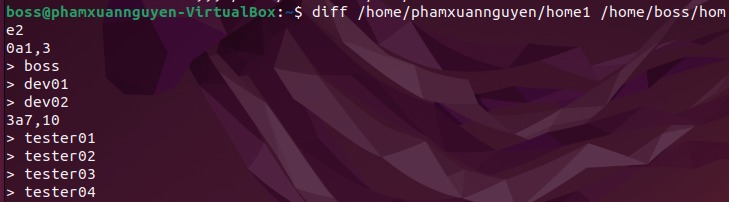 boss@phamxuannguyen-VirtualBox:~$ diff /home/phamxuannguyen/home1 /home/boss/hom
e2
0a1,3
> boss
> dev01
> dev02
3a7,10
> tester01
> tester02
> tester03
> tester04